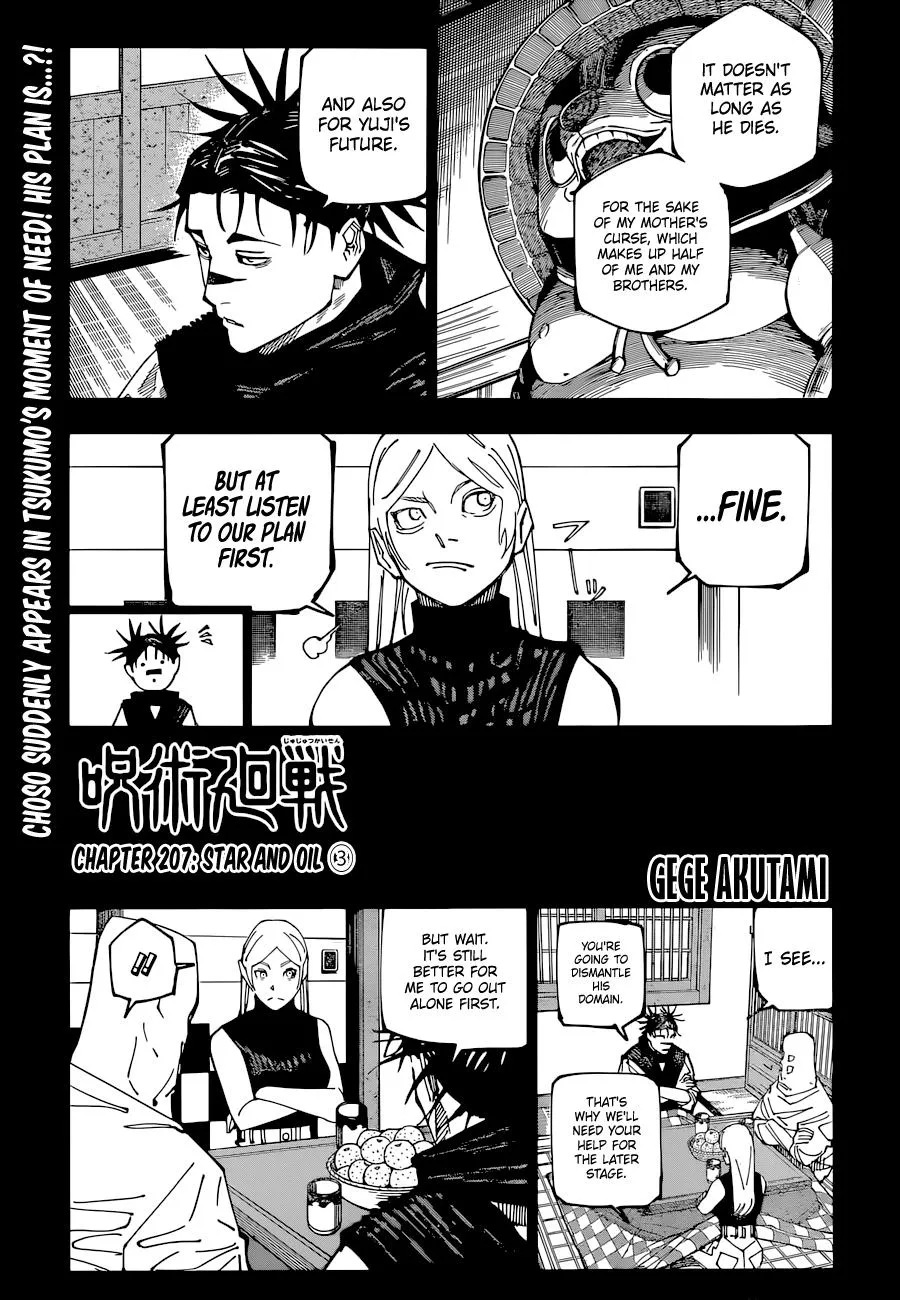 CHOSO SUDDENLY APPEARS IN TSUKUMO'S MOMENT OF NEED! HIS PLAN IS...?!
IT DOESN'T
MATTER AS
LONG AS
HE DIES.
FOR THE SAKE
OF MY MOTHER'S
CURSE, WHICH
MAKES UP HALF
OF ME AND MY
BROTHERS.
AND ALSO
FOR YUJI'S
FUTURE.
...FINE.
BUT AT
LEAST LISTEN
TO OUR PLAN
FIRST.
じゅじゅつかいせん
呪術廻戦
CHAPTER 207: STAR AND OIL ③
GEGE AKUTAMI
I SEE...
YOU'RE
GOING TO
DISMANTLE
HIS
DOMAIN.
THAT'S
WHY WE'LL
NEED YOUR
HELP FOR
THE LATER
STAGE.
BUT WAIT.
IT'S STILL
BETTER FOR
ME TO GO OUT
ALONE FIRST.
!!